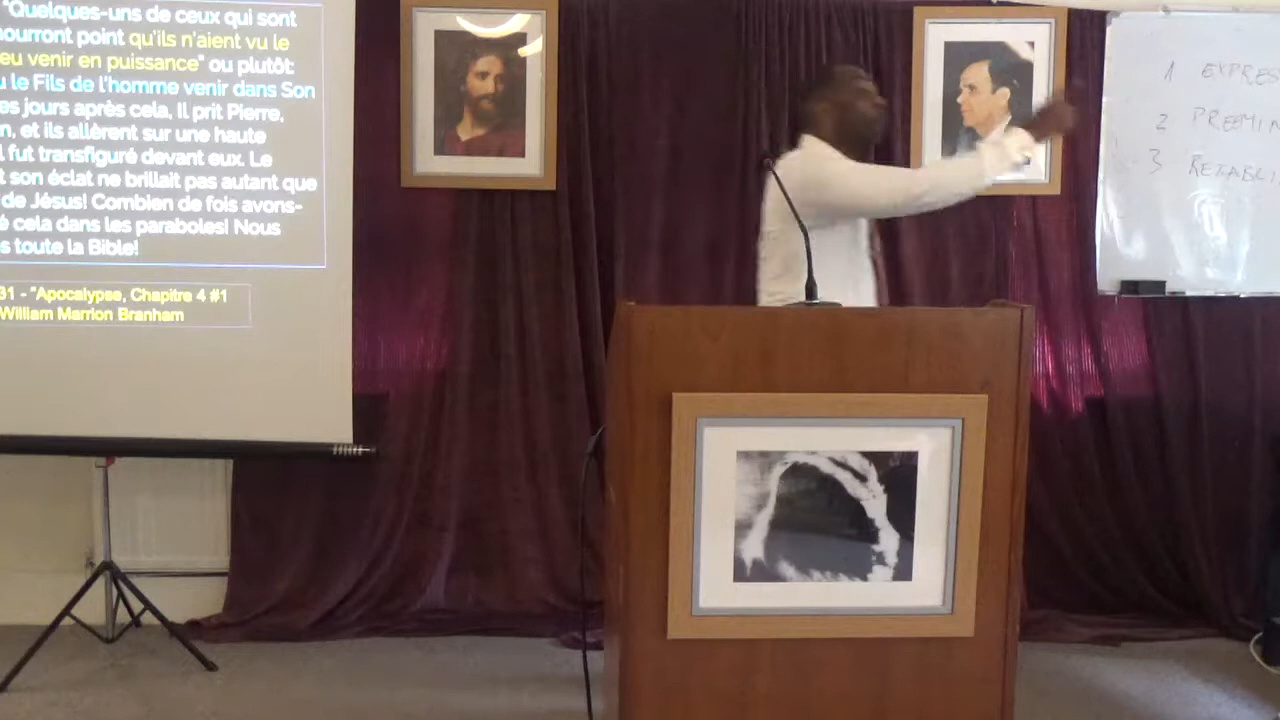 "Quelques-uns de ceux qui sont
ourront point qu'ils n'aient vu le
eu venir en puissance" ou plutôt:
u le Fils de l'homme venir dans Son
es jours après cela, Il prit Pierre,
n, et ils allèrent sur une haute
l fut transfiguré devant eux. Le
t son éclat ne brillait pas autant que
de Jésus! Combien de fois avons-
é cela dans les paraboles! Nous
s toute la Bible!
31 - "Apocalypse, Chapitre 4 #1
William Marrion Branham
1 EXPRES
2 PREEMIN
3 RETABLI